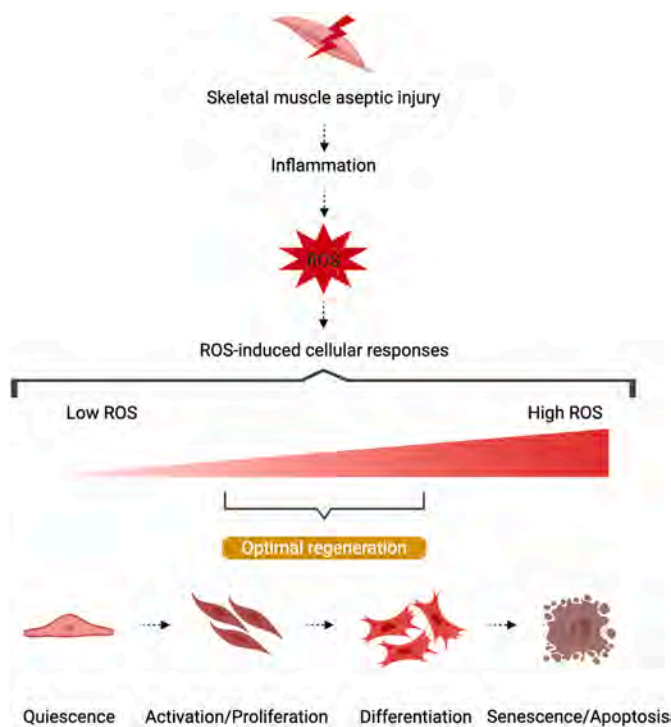 Skeletal muscle aseptic injury
Inflammation
ROS
ROS-induced cellular responses
Low ROS
High ROS
Optimal regeneration
Quiescence
Activation/Proliferation
Differentiation
Senescence/Apoptosis